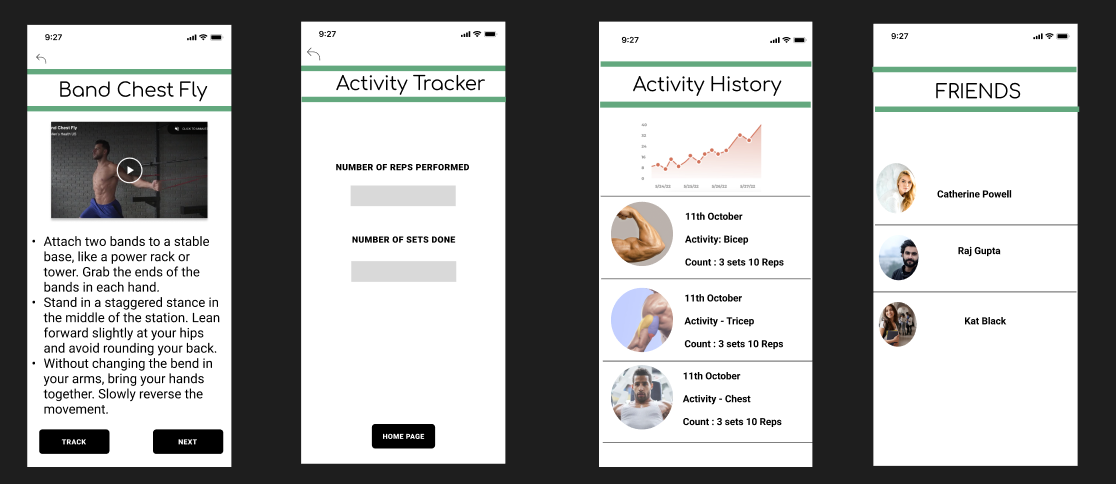 9:27
Band Chest Fly
nd Chest Fly
CLICK TO UNMUTE
• Attach two bands to a stable
base, like a power rack or
tower. Grab the ends of the
bands in each hand.
• Stand in a staggered stance in
the middle of the station. Lean
forward slightly at your hips
and avoid rounding your back.
• Without changing the bend in
your arms, bring your hands
together. Slowly reverse the
movement.
TRACK
NEXT
9:27
Activity Tracker
NUMBER OF REPS PERFORMED
NUMBER OF SETS DONE
HOME PAGE
9:27
Activity History
11th October
Activity: Bicep
Count : 3 sets 10 Reps
11th October
Activity - Tricep
Count : 3 sets 10 Reps
11th October
Activity - Chest
Count : 3 sets 10 Reps
9:27
FRIENDS
Catherine Powell
Raj Gupta
Kat Black